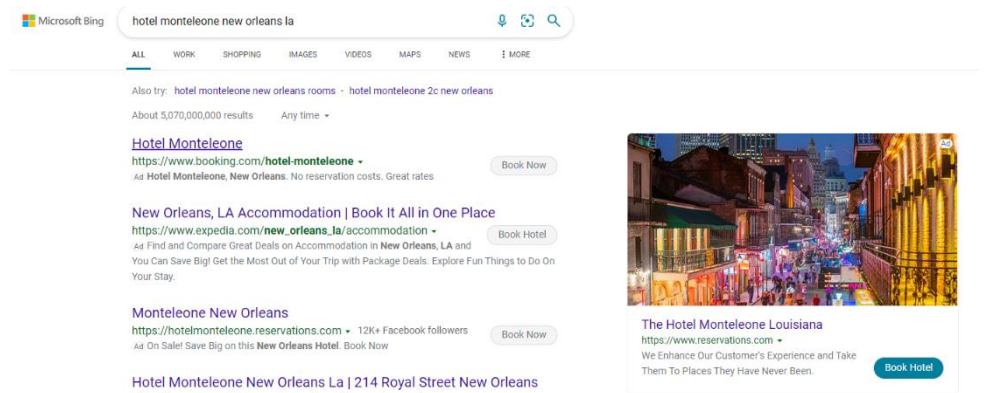 Microsoft Bing
hotel monteleone new orleans la
ALL WORK SHOPPING IMAGES VIDEOS MAPS NEWS MORE
Also try: hotel monteleone new orleans rooms - hotel monteleone 2c new orleans
About 5,070,000,000 results Any time
Hotel Monteleone
https://www.booking.com/hotel-monteleone
Book Now
Ad Hotel Monteleone, New Orleans. No reservation costs. Great rates
New Orleans, LA Accommodation | Book It All in One Place
https://www.expedia.com/new_orleans_la/accommodation
Book Hotel
Ad Find and Compare Great Deals on Accommodation in New Orleans, LA and
You Can Save Big! Get the Most Out of Your Trip with Package Deals. Explore Fun Things to Do On
Your Stay.
Monteleone New Orleans
https://hotelmonteleone.reservations.com 12K+ Facebook followers
Book Now
Ad On Sale! Save Big on this New Orleans Hotel. Book Now
Hotel Monteleone New Orleans La | 214 Royal Street New Orleans
Ad
The Hotel Monteleone Louisiana
https://www.reservations.com
We Enhance Our Customer's Experience and Take
Them To Places They Have Never Been.
Book Hotel